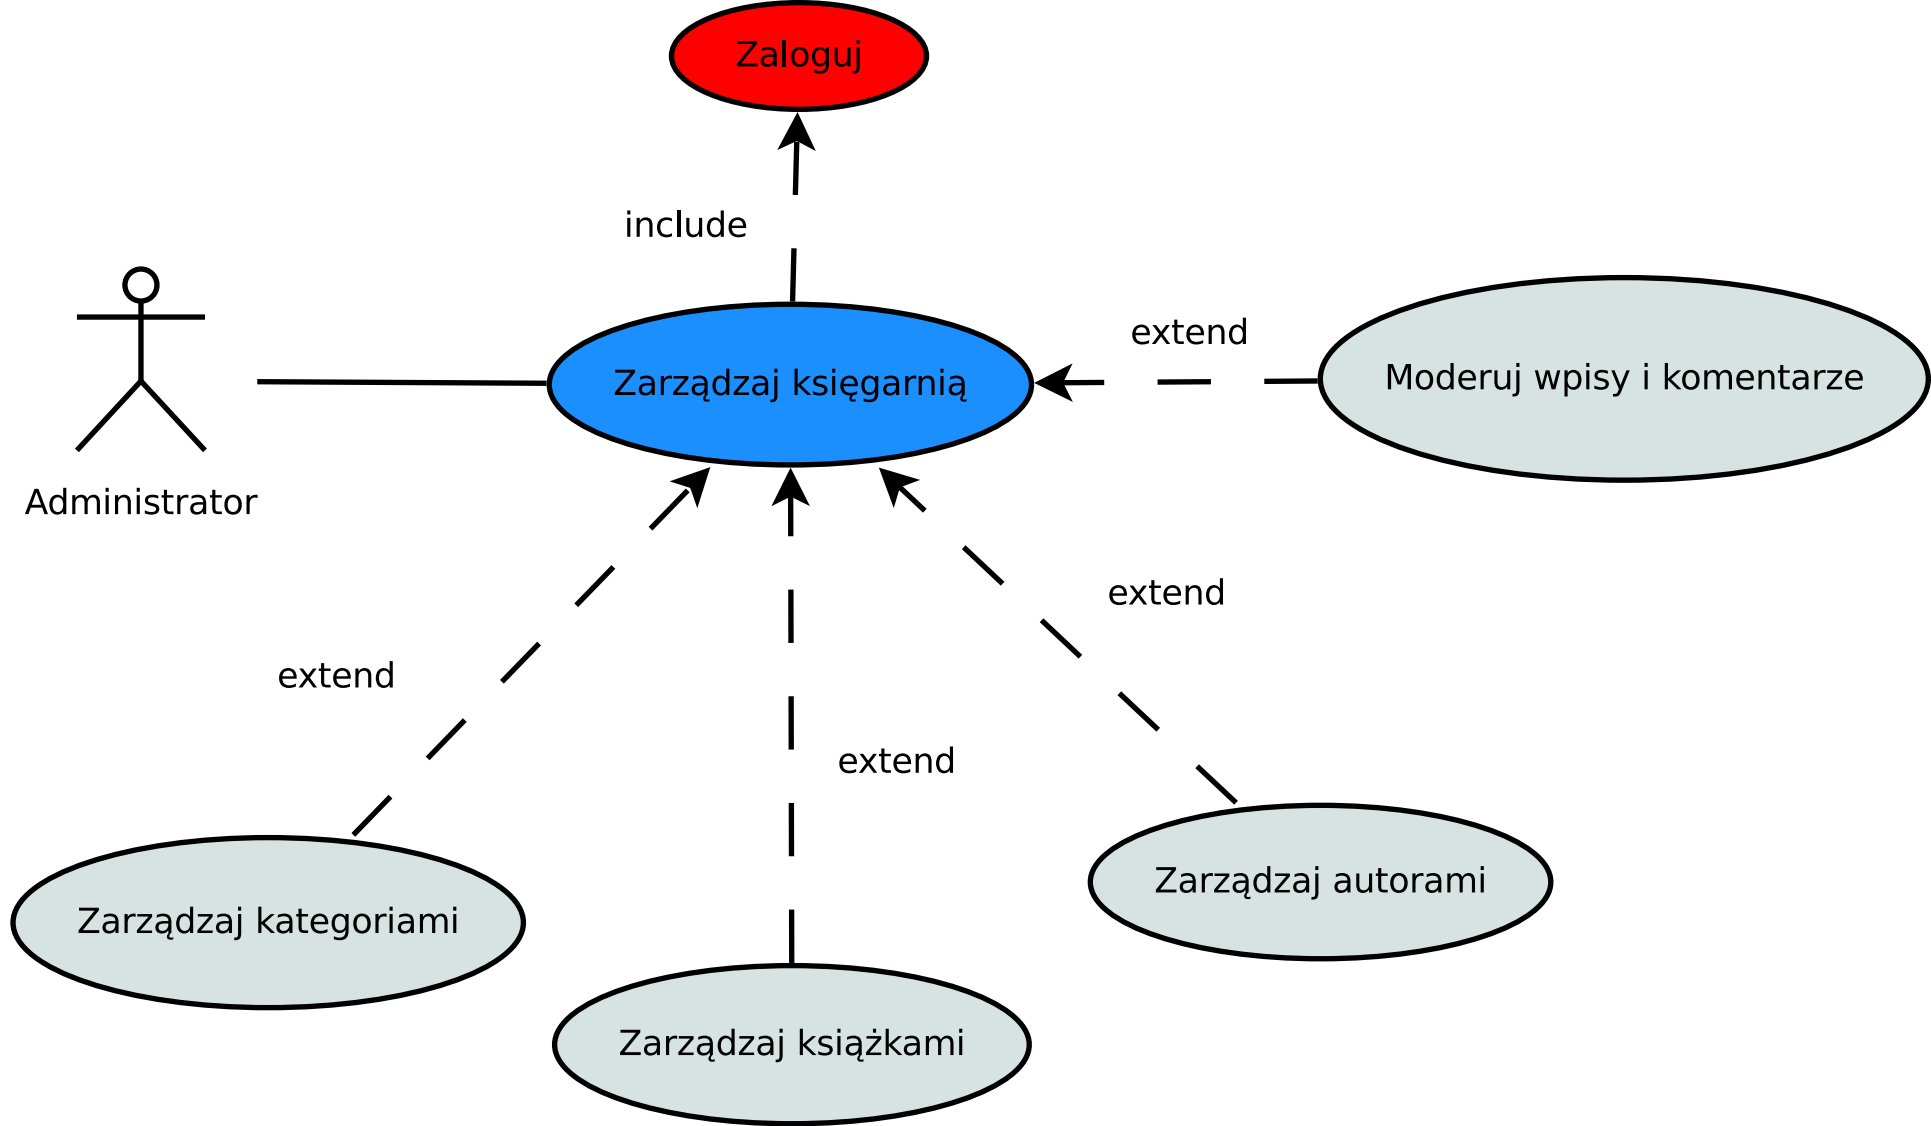 Zaloguj
include
extend
Zarządzaj księgarnią
Moderuj wpisy i komentarze
Administrator
extend
extend
extend
Zarządzaj autorami
Zarządzaj kategoriami
Zarządzaj książkami